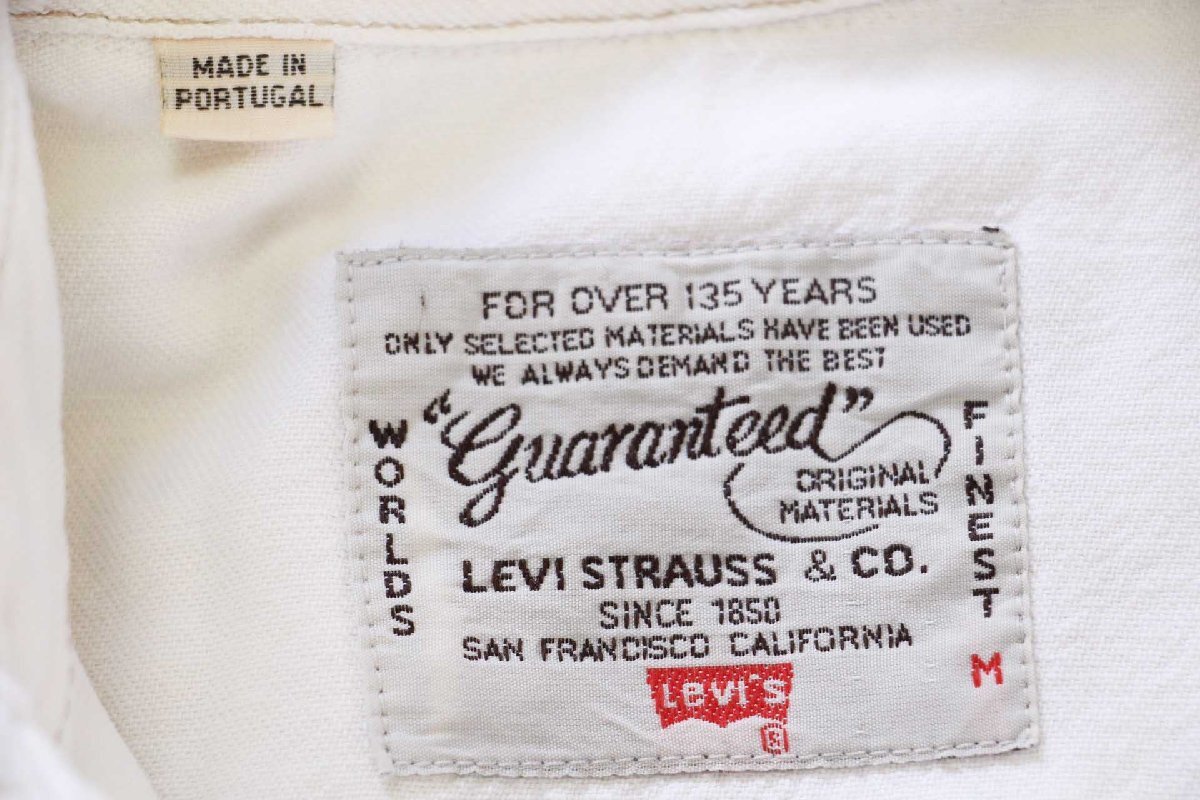 MADE IN
PORTUGAL
FOR OVER 135 YEARS
ONLY SELECTED MATERIALS HAVE BEEN USED
WE ALWAYS DEMAND THE BEST
"Guaranteed"
ORIGINAL
MATERIALS
WORLDS
FINEST
LEVI STRAUSS & CO.
SINCE 1850
SAN FRANCISCO CALIFORNIA
Levi's
M